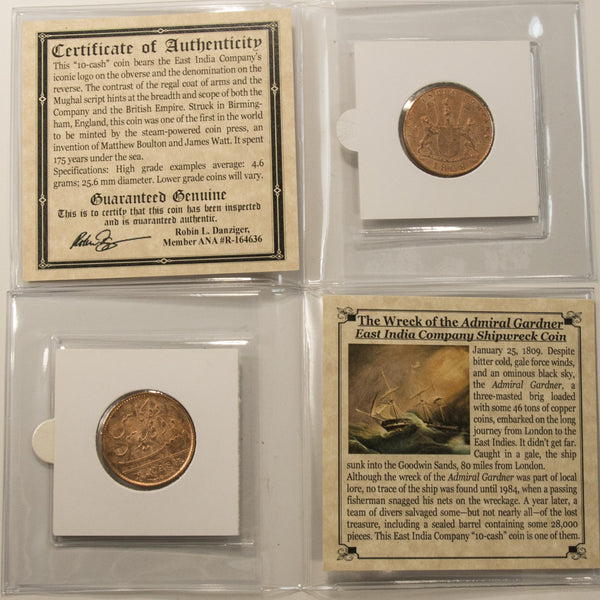 Certificate of Authenticity
This "10-cash" coin bears the East India Company's
iconic logo on the obverse and the denomination on the
reverse. The contrast of the regal coat of arms and the
Mughal script hints at the breadth and scope of both the
Company and the British Empire. Struck in Birming-
ham, England, this coin was one of the first in the world
to be minted by the steam-powered coin press, an
invention of Matthew Boulton and James Watt. It spent
175 years under the sea.
Specifications: High grade examples average: 4.6
grams; 25.6 mm diameter. Lower grade coins will vary.
Guaranteed Genuine
This is to certify that this coin has been inspected
and is guaranteed authentic.
Robin L. Danziger,
Member ANA #R-164636
The Wreck of the Admiral Gardner
East India Company Shipwreck Coin
January 25, 1809. Despite
bitter cold, gale force winds,
and an ominous black sky,
the Admiral Gardner, a
three-masted brig loaded
with some 46 tons of copper
coins, embarked on the long
journey from London to the
East Indies. It didn't get far.
Caught in a gale, the ship
sunk into the Goodwin Sands, 80 miles from London.
Although the wreck of the Admiral Gardner was part of local
lore, no trace of the ship was found until 1984, when a passing
fisherman snagged his nets on the wreckage. A year later, a
team of divers salvaged some—but not nearly all—of the lost
treasure, including a sealed barrel containing some 28,000
pieces. This East India Company "10-cash" coin is one of them.